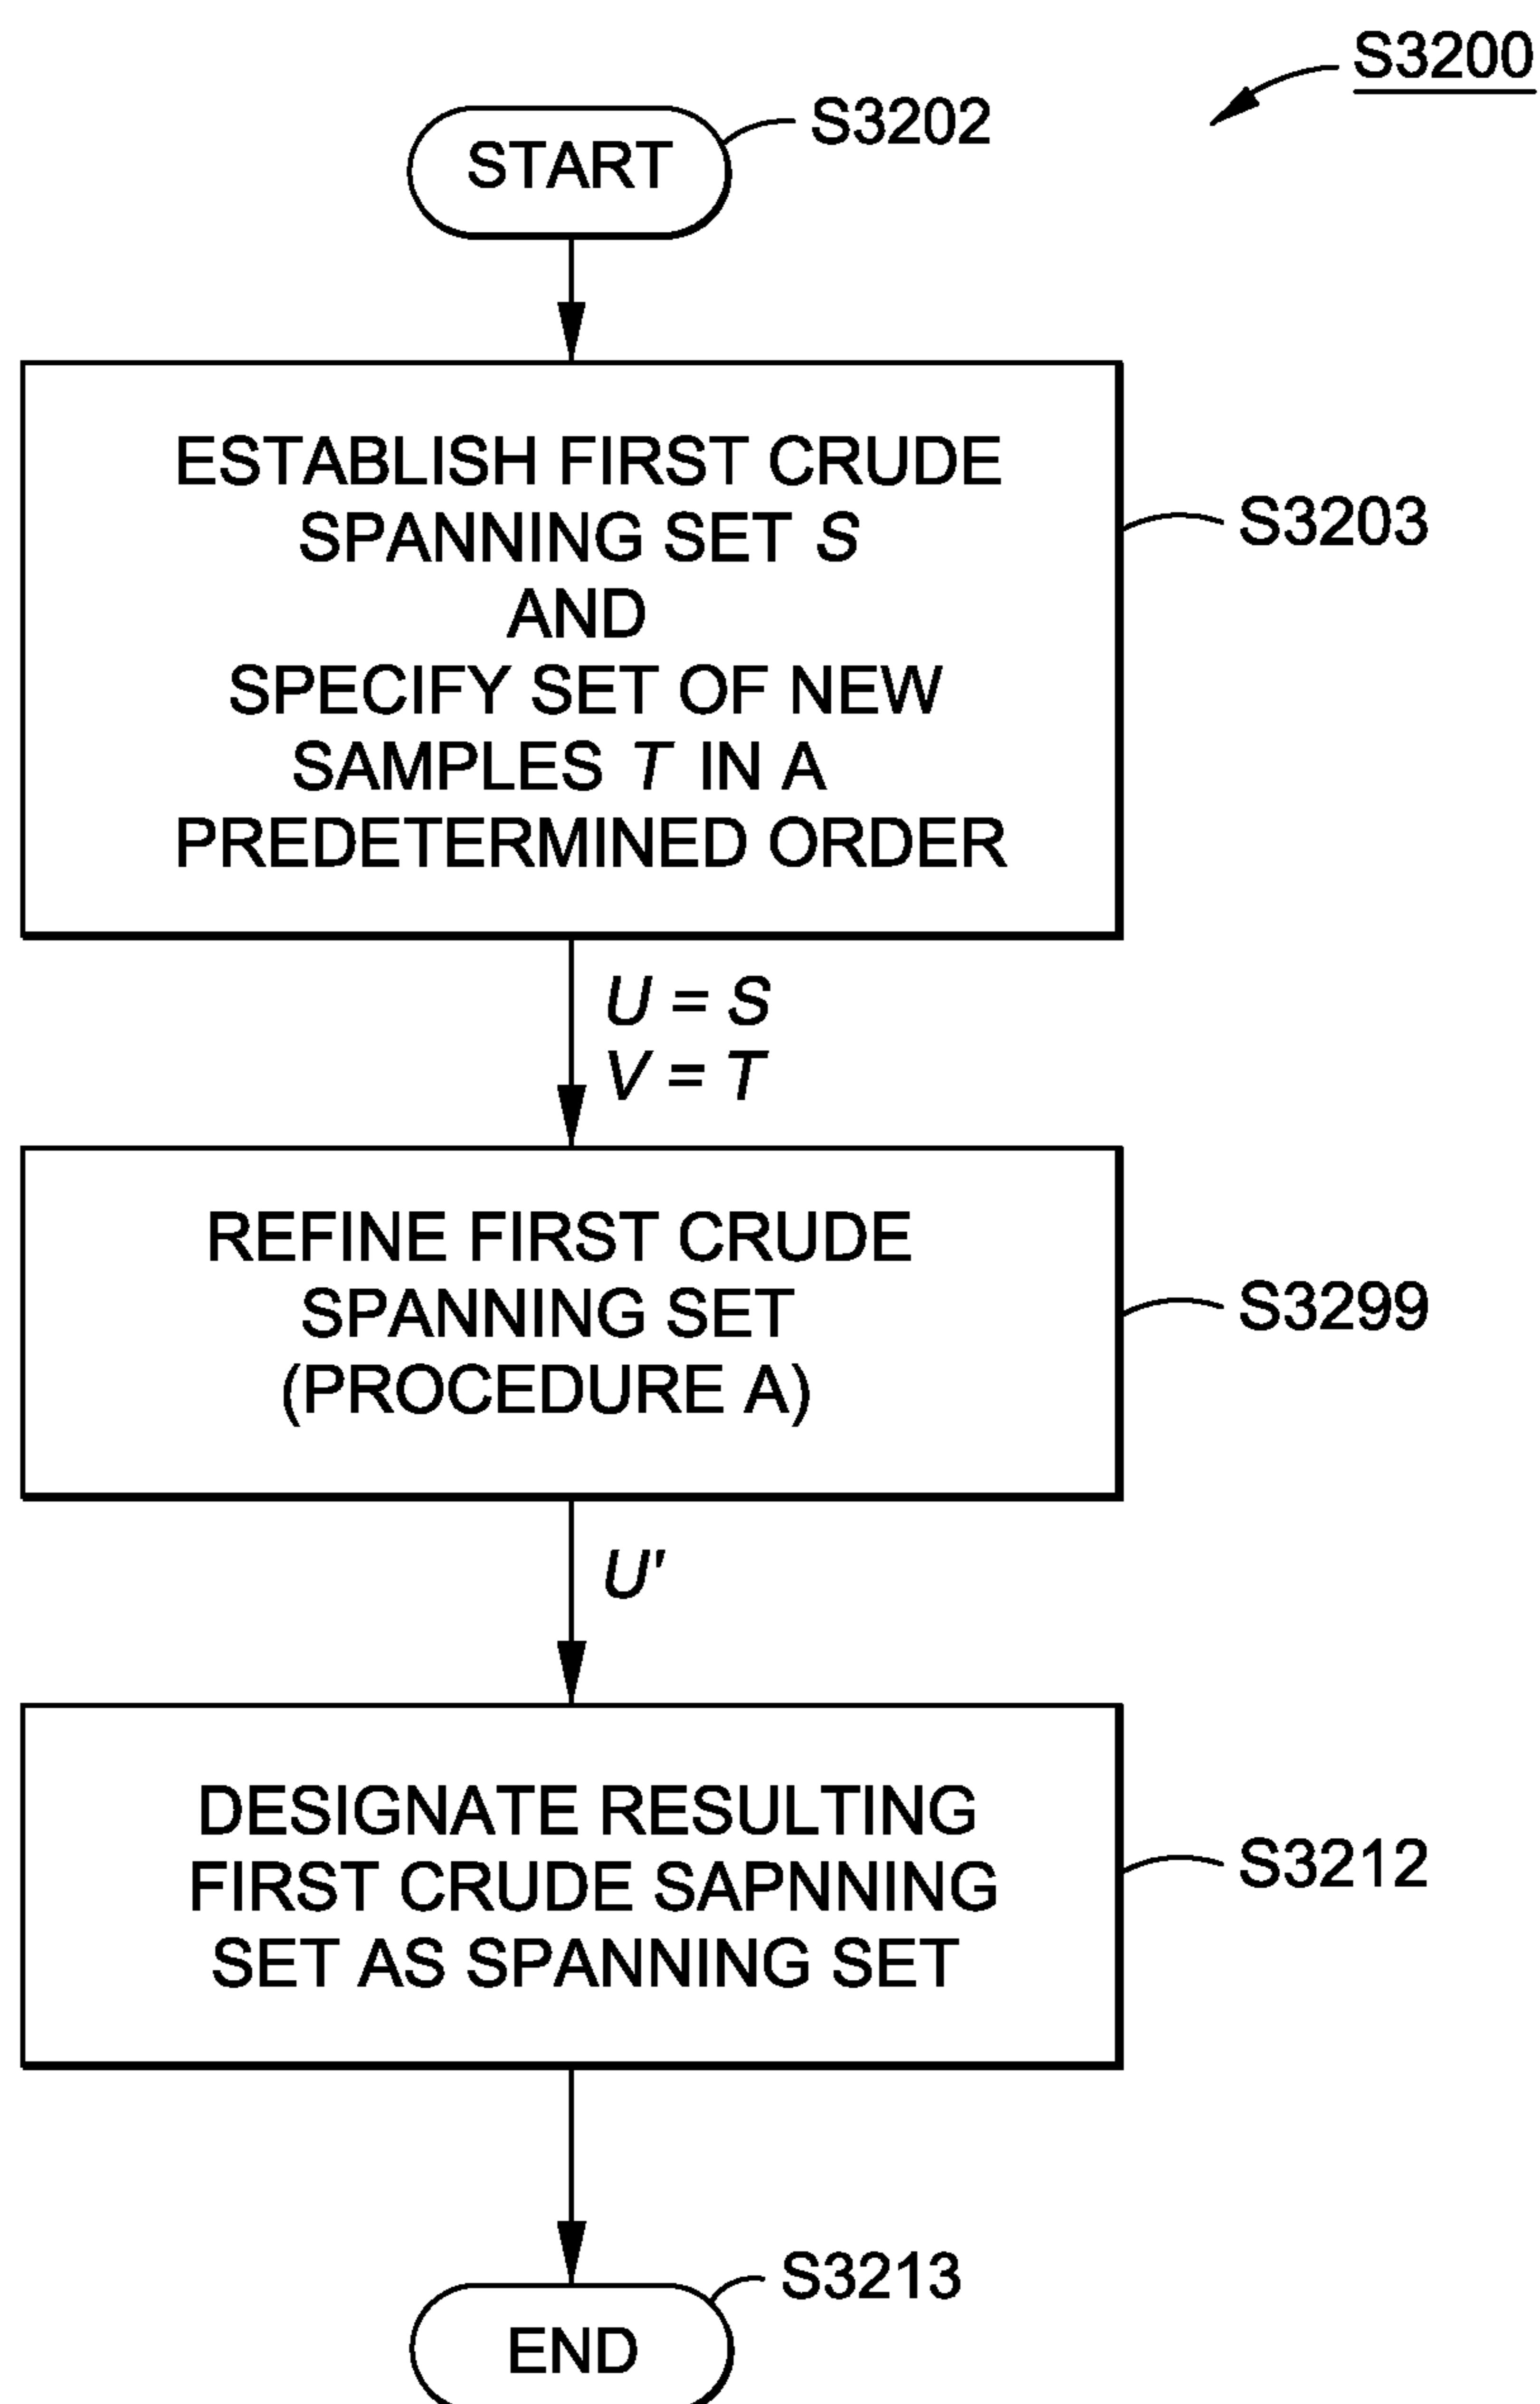 S3200
START
S3202
ESTABLISH FIRST CRUDE
SPANNING SET S
AND
SPECIFY SET OF NEW
SAMPLES T IN A
PREDETERMINED ORDER
S3203
U = S
V = T
REFINE FIRST CRUDE
SPANNING SET
(PROCEDURE A)
S3299
U'
DESIGNATE RESULTING
FIRST CRUDE SAPNNING
SET AS SPANNING SET
S3212
S3213
END